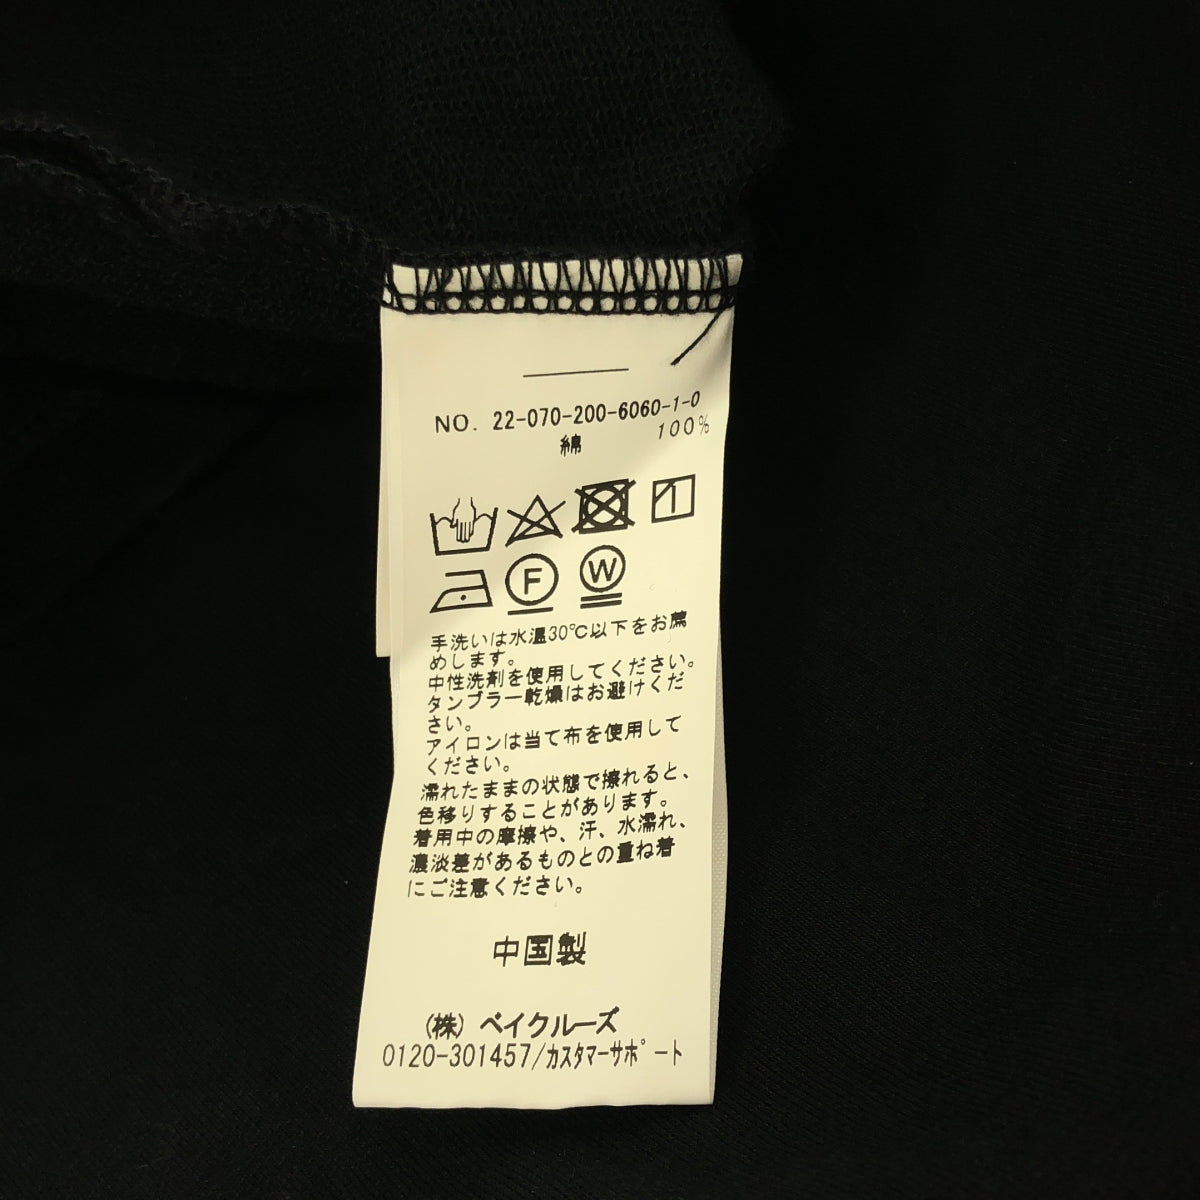 NO. 22-070-200-6060-1-0
綿 100%
F W
手洗いは水温30℃以下をお薦
めします。
中性洗剤を使用してください。
タンブラー乾燥はお避けくだ
さい。
アイロンは当て布を使用して
ください。
濡れたままの状態で擦れると、
色移りすることがあります。
着用中の摩擦や、汗、水濡れ、
濃淡差があるものとの重ね着
にご注意ください。
中国製
(株) ベイクルーズ
0120-301457/カスタマーサポート